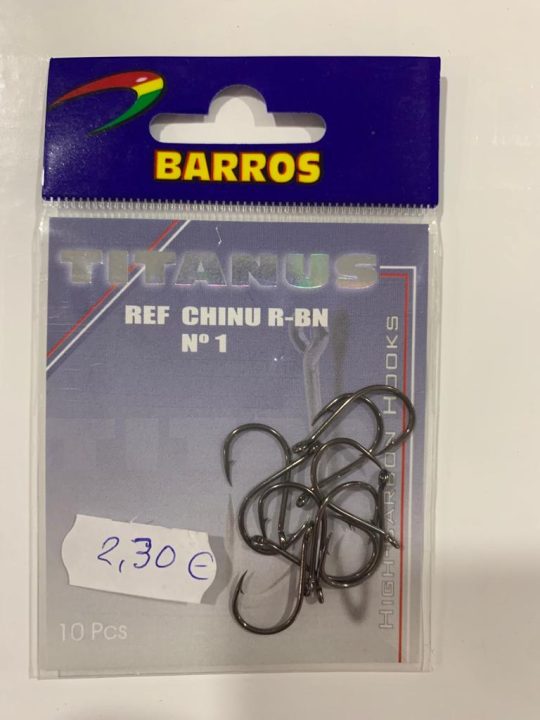 BARROS
TITANUS
REF CHINU R-BN
Nº 1
HIGH-CARBON HOOKS
2,30 €
10 Pcs